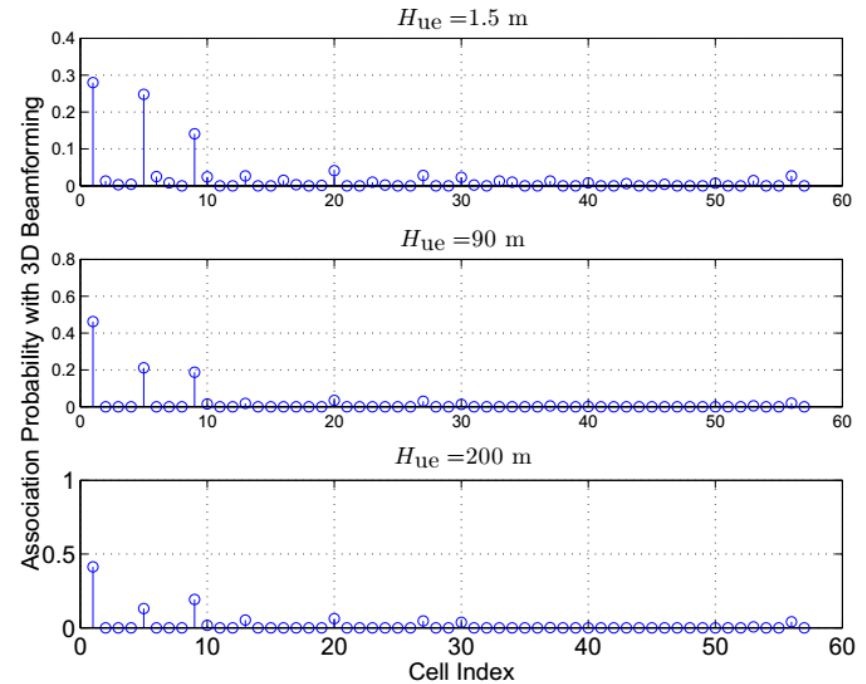 H_ue =1.5 m
0.4
0.3
0.2
0.1
0
0 10 20 30 40 50 60
H_ue =90 m
0.8
0.6
0.4
0.2
0
0 10 20 30 40 50 60
H_ue =200 m
1
0.5
0
0 10 20 30 40 50 60
Cell Index
Association Probability with 3D Beamforming